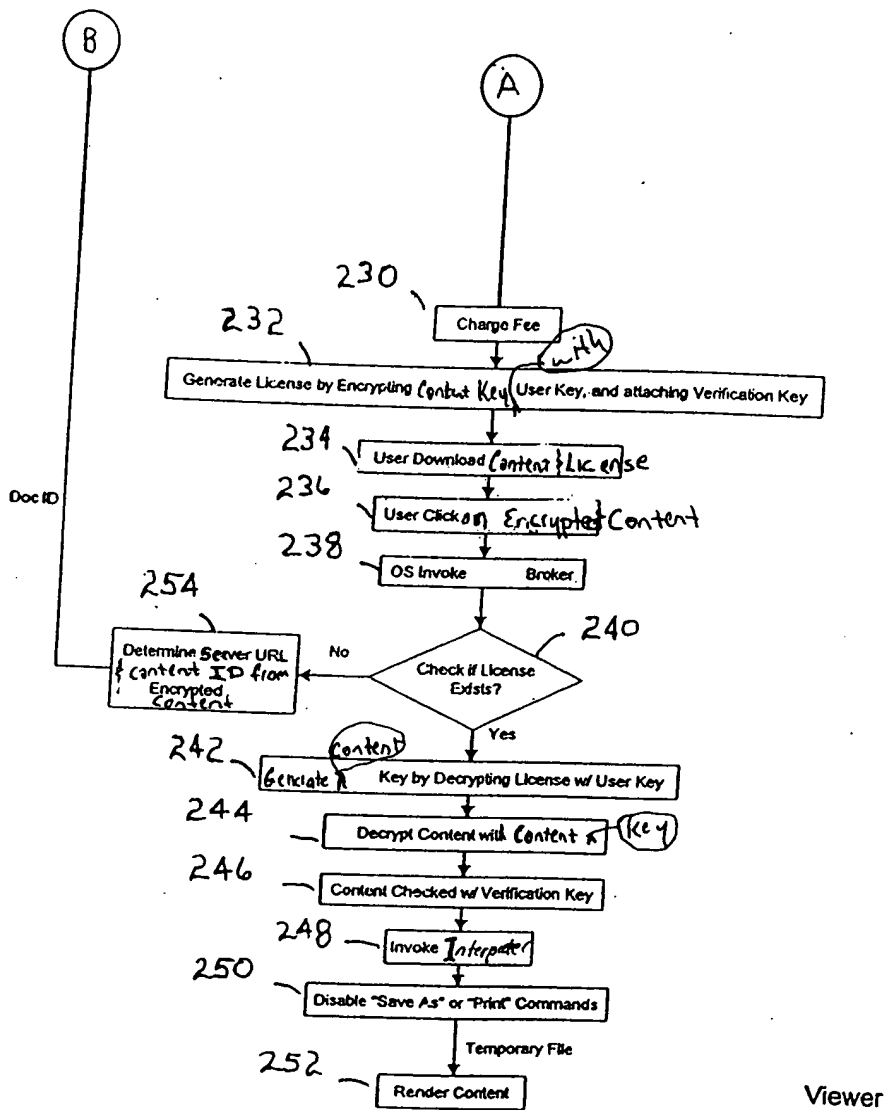 B
A
230
Charge Fee
232
with
Generate License by Encrypting Content Key User Key, and attaching Verification Key
234
User Download Content & License
236
User Click on Encrypted Content
Doc ID
238
OS Invoke Broker
254
240
Determine Server URL
& Content ID from
Encrypted
Content
No
Check if License
Exists?
Yes
242
Content
Generate Key by Decrypting License w/ User Key
244
Decrypt Content with Content Key
246
Content Checked w/ Verification Key
248
Invoke Interpreter
250
Disable "Save As" or "Print" Commands
Temporary File
252
Render Content
Viewer